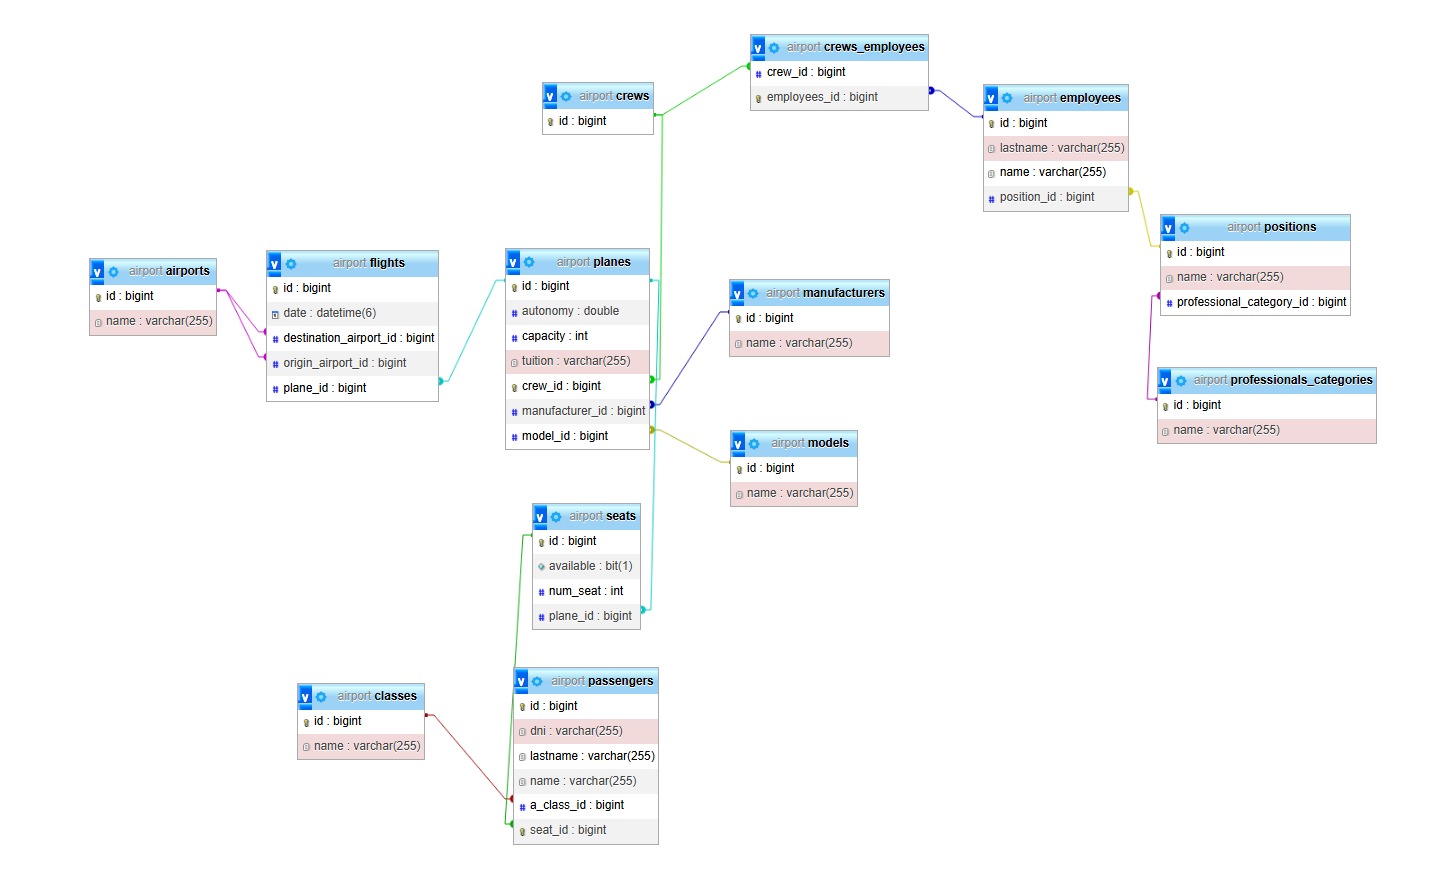 airport crews_employees
crew_id : bigint
employees_id : bigint
airport crews
id : bigint
airport employees
id : bigint
lastname : varchar(255)
name : varchar(255)
position_id : bigint
airport positions
id : bigint
name : varchar(255)
professional_category_id : bigint
airport airports
id : bigint
name : varchar(255)
airport flights
id : bigint
date : datetime(6)
destination_airport_id : bigint
origin_airport_id : bigint
plane_id : bigint
airport planes
id : bigint
autonomy : double
capacity : int
tuition : varchar(255)
crew_id : bigint
manufacturer_id : bigint
model_id : bigint
airport manufacturers
id : bigint
name : varchar(255)
airport professionals_categories
id : bigint
name : varchar(255)
airport models
id : bigint
name : varchar(255)
airport seats
id : bigint
available : bit(1)
num_seat : int
plane_id : bigint
airport classes
id : bigint
name : varchar(255)
airport passengers
id : bigint
dni : varchar(255)
lastname : varchar(255)
name : varchar(255)
a_class_id : bigint
seat_id : bigint